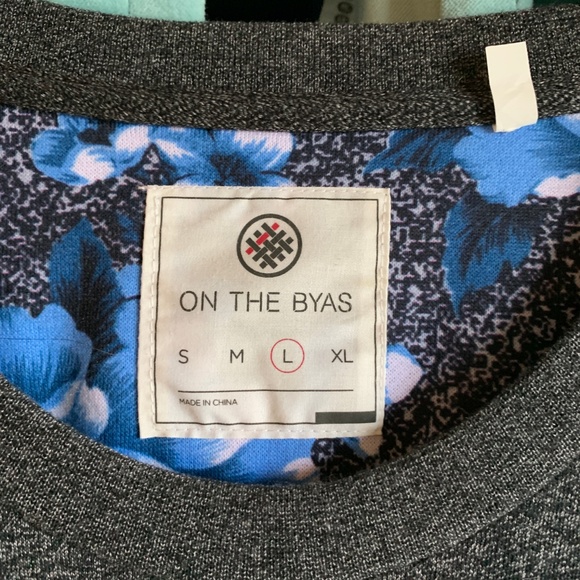 ON THE BYAS
S M L XL
MADE IN CHINA